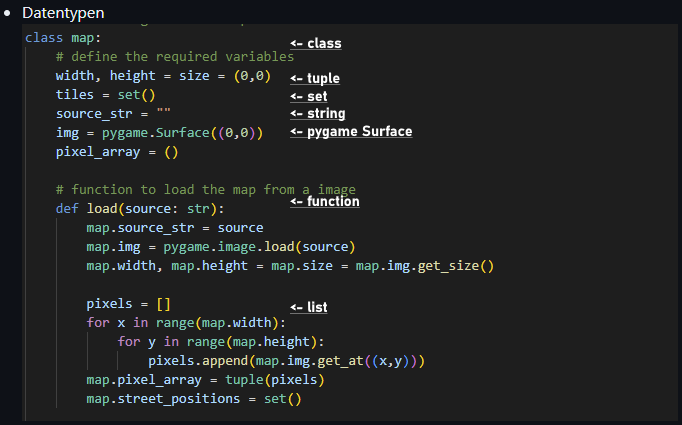 • Datentypen
class map:
<- class
# define the required variables
width, height = size = (0,0)
<- tuple
tiles = set()
<- set
source_str = ""
<- string
img = pygame.Surface((0,0))
<- pygame Surface
pixel_array = ()
# function to load the map from a image
<- function
def load(source: str):
map.source_str = source
map.img = pygame.image.load(source)
map.width, map.height = map.size = map.img.get_size()
pixels = []
<- list
for x in range(map.width):
for y in range(map.height):
pixels.append(map.img.get_at((x,y)))
map.pixel_array = tuple(pixels)
map.street_positions = set()